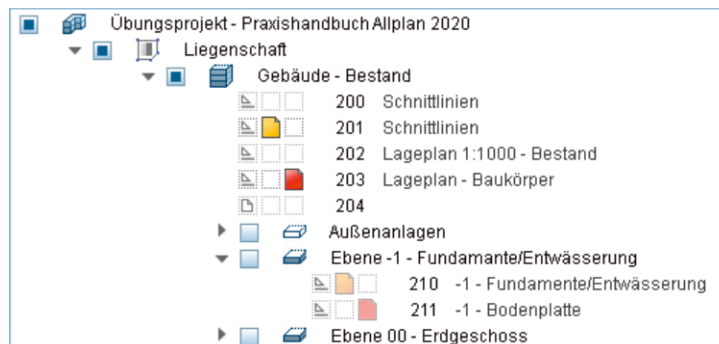 Übungsprojekt - Praxishandbuch Allplan 2020
Liegenschaft
Gebäude - Bestand
200 Schnittlinien
201 Schnittlinien
202 Lageplan 1:1000 - Bestand
203 Lageplan - Baukörper
204
Außenanlagen
Ebene -1 - Fundamante/Entwässerung
210 -1 - Fundamente/Entwässerung
211 -1 - Bodenplatte
Ebene 00 - Erdgeschoss